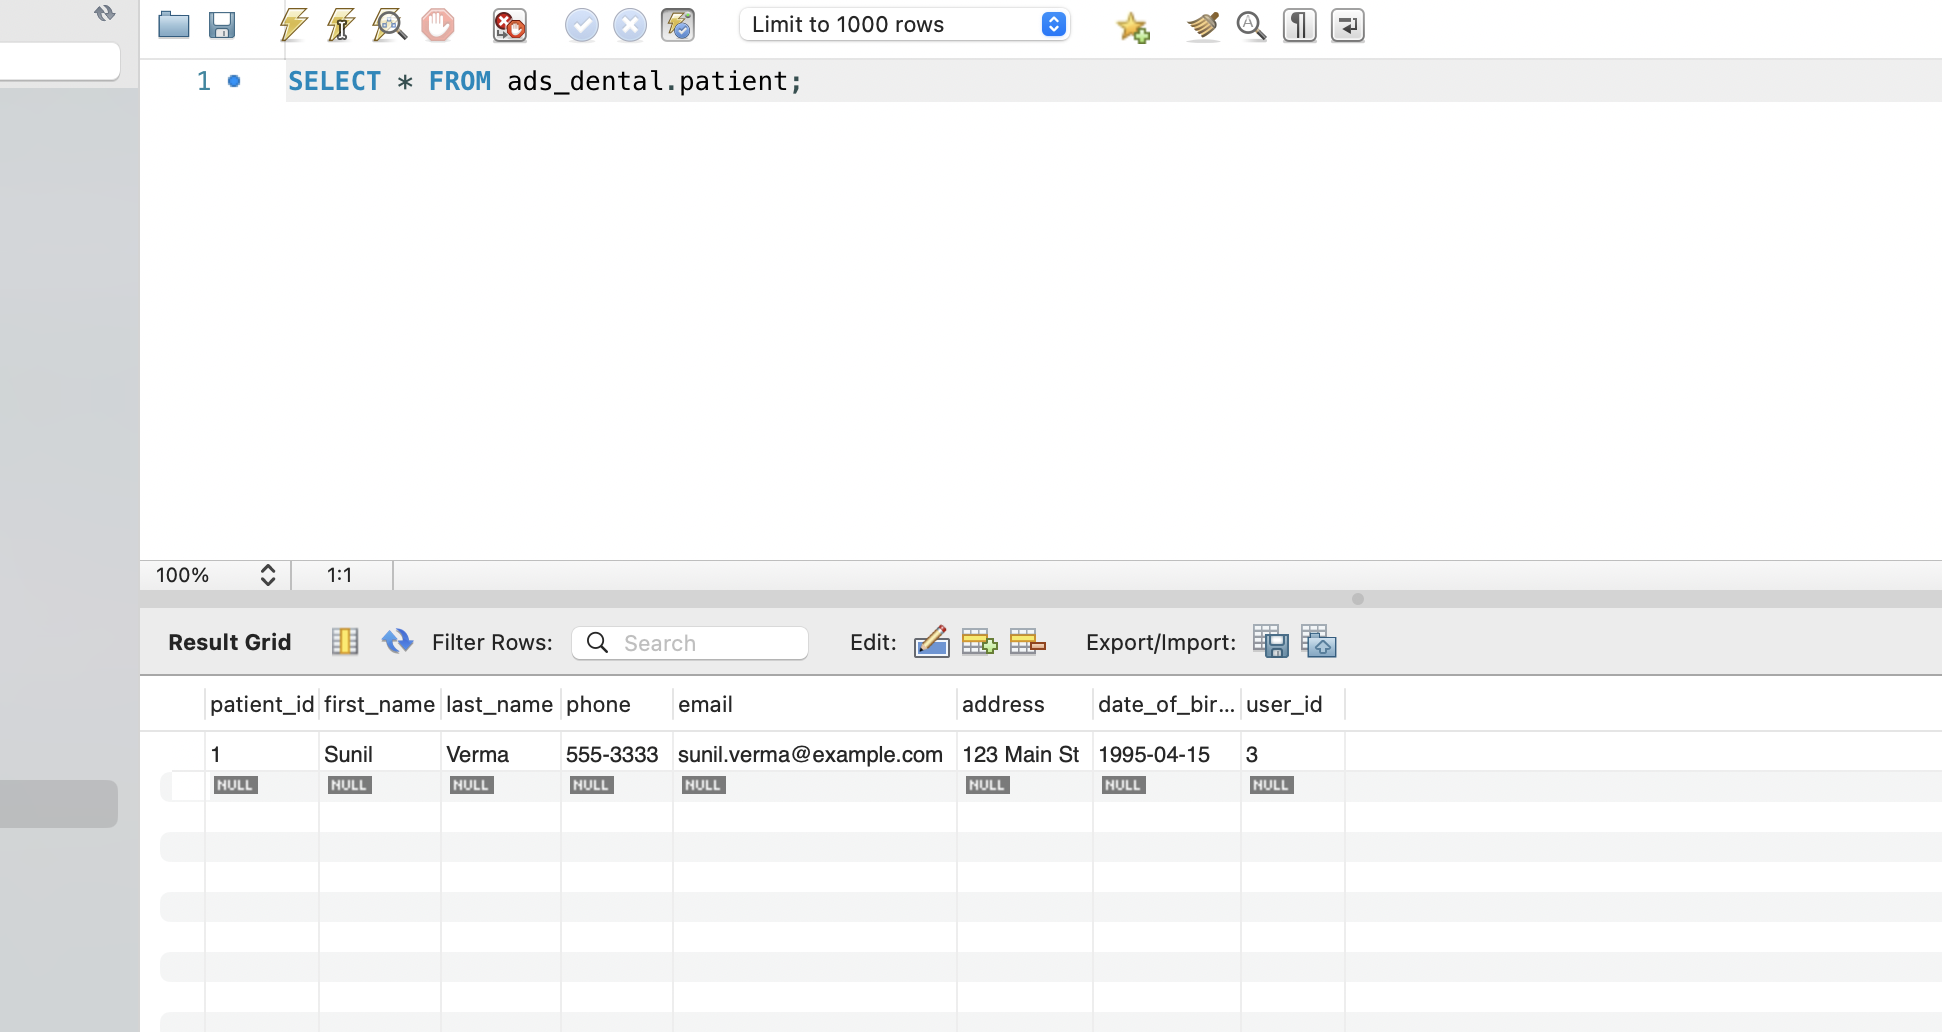 Limit to 1000 rows
1 SELECT * FROM ads_dental.patient;
100% 1:1
Result Grid Filter Rows: Search Edit: Export/Import:
patient_id first_name last_name phone email address date_of_bir... user_id
1 Sunil Verma 555-3333 sunil.verma@example.com 123 Main St 1995-04-15 3
NULL NULL NULL NULL NULL NULL NULL NULL